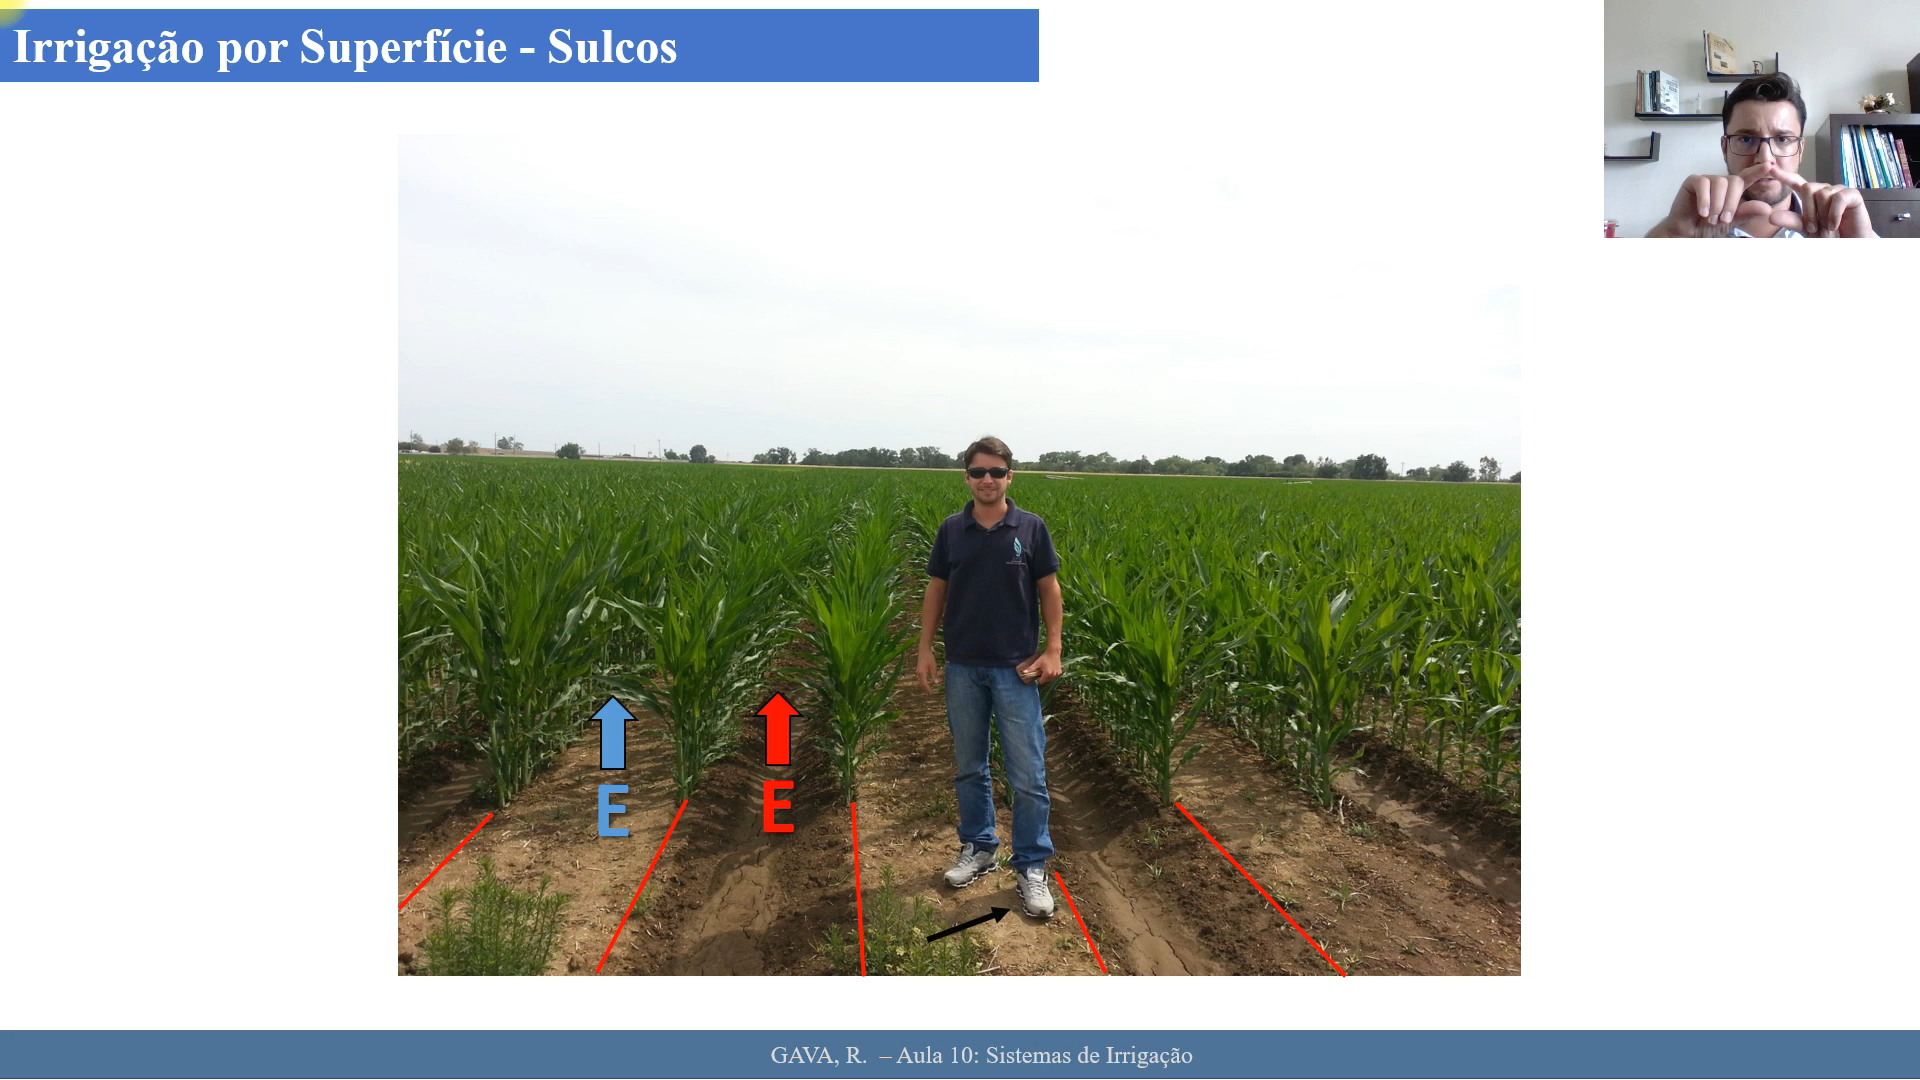 Irrigação por Superfície - Sulcos
E
E
GAVA, R. – Aula 10: Sistemas de Irrigação